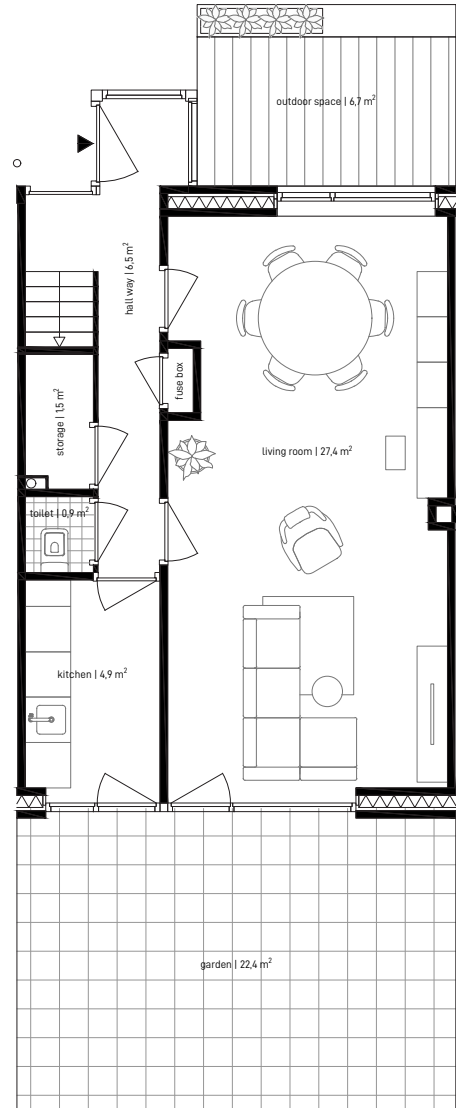 outdoor space | 6,7 m²
hall way | 6,5 m²
fuse box
storage | 1,5 m²
living room | 27,4 m²
toilet | 0,9 m²
kitchen | 4,9 m²
garden | 22,4 m²